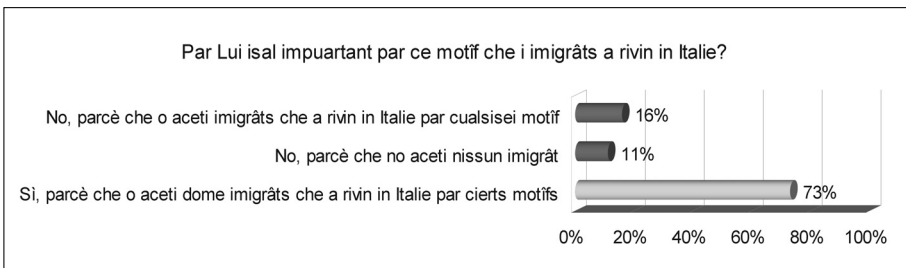 Par Lui isal impuartant par ce motîf che i imigrâts a rivin in Italie?
No, parcè che o aceti imigrâts che a rivin in Italie par cualsisei motîf
16%
No, parcè che no aceti nissun imigrât
11%
Sì, parcè che o aceti dome imigrâts che a rivin in Italie par cierts motîfs
73%
0% 20% 40% 60% 80% 100%